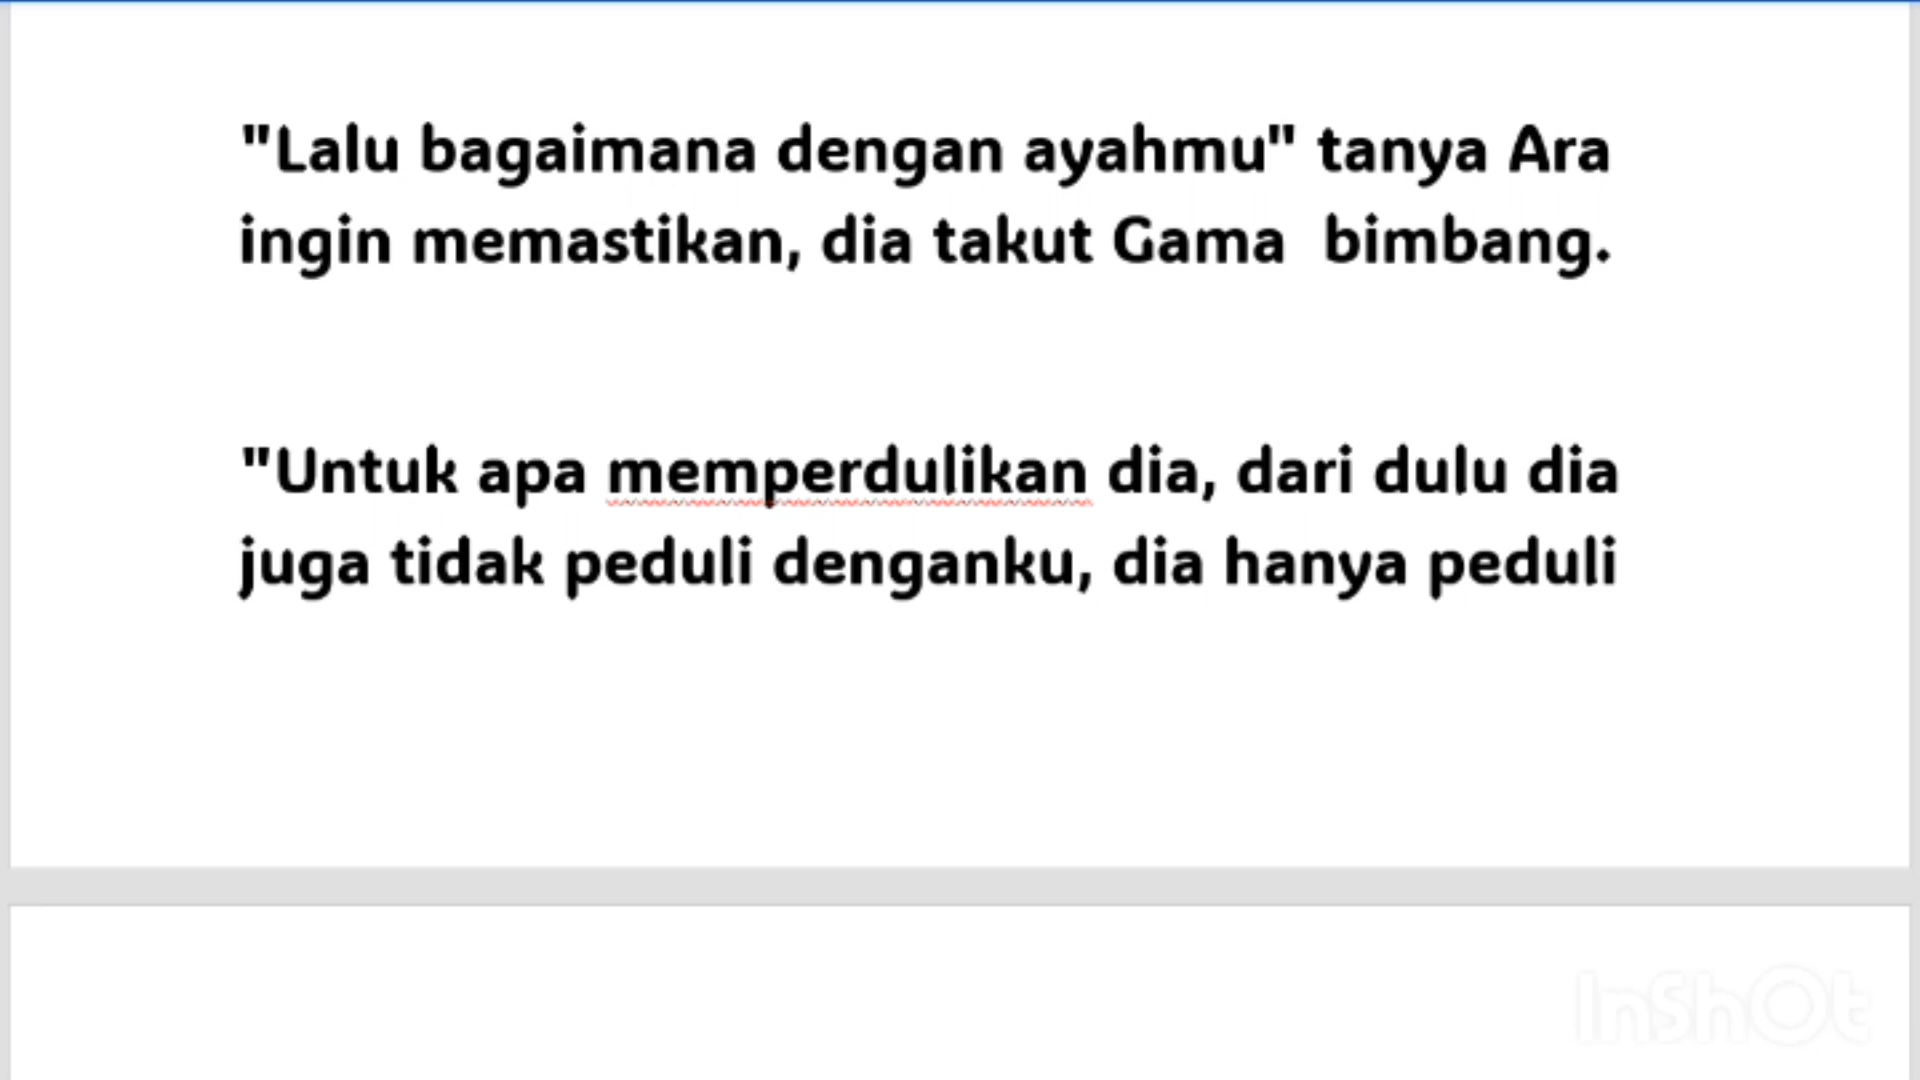 "Lalu bagaimana dengan ayahmu" tanya Ara
ingin memastikan, dia takut Gama  bimbang.
"Untuk apa memperdulikan dia, dari dulu dia
juga tidak peduli denganku, dia hanya peduli
InShOt